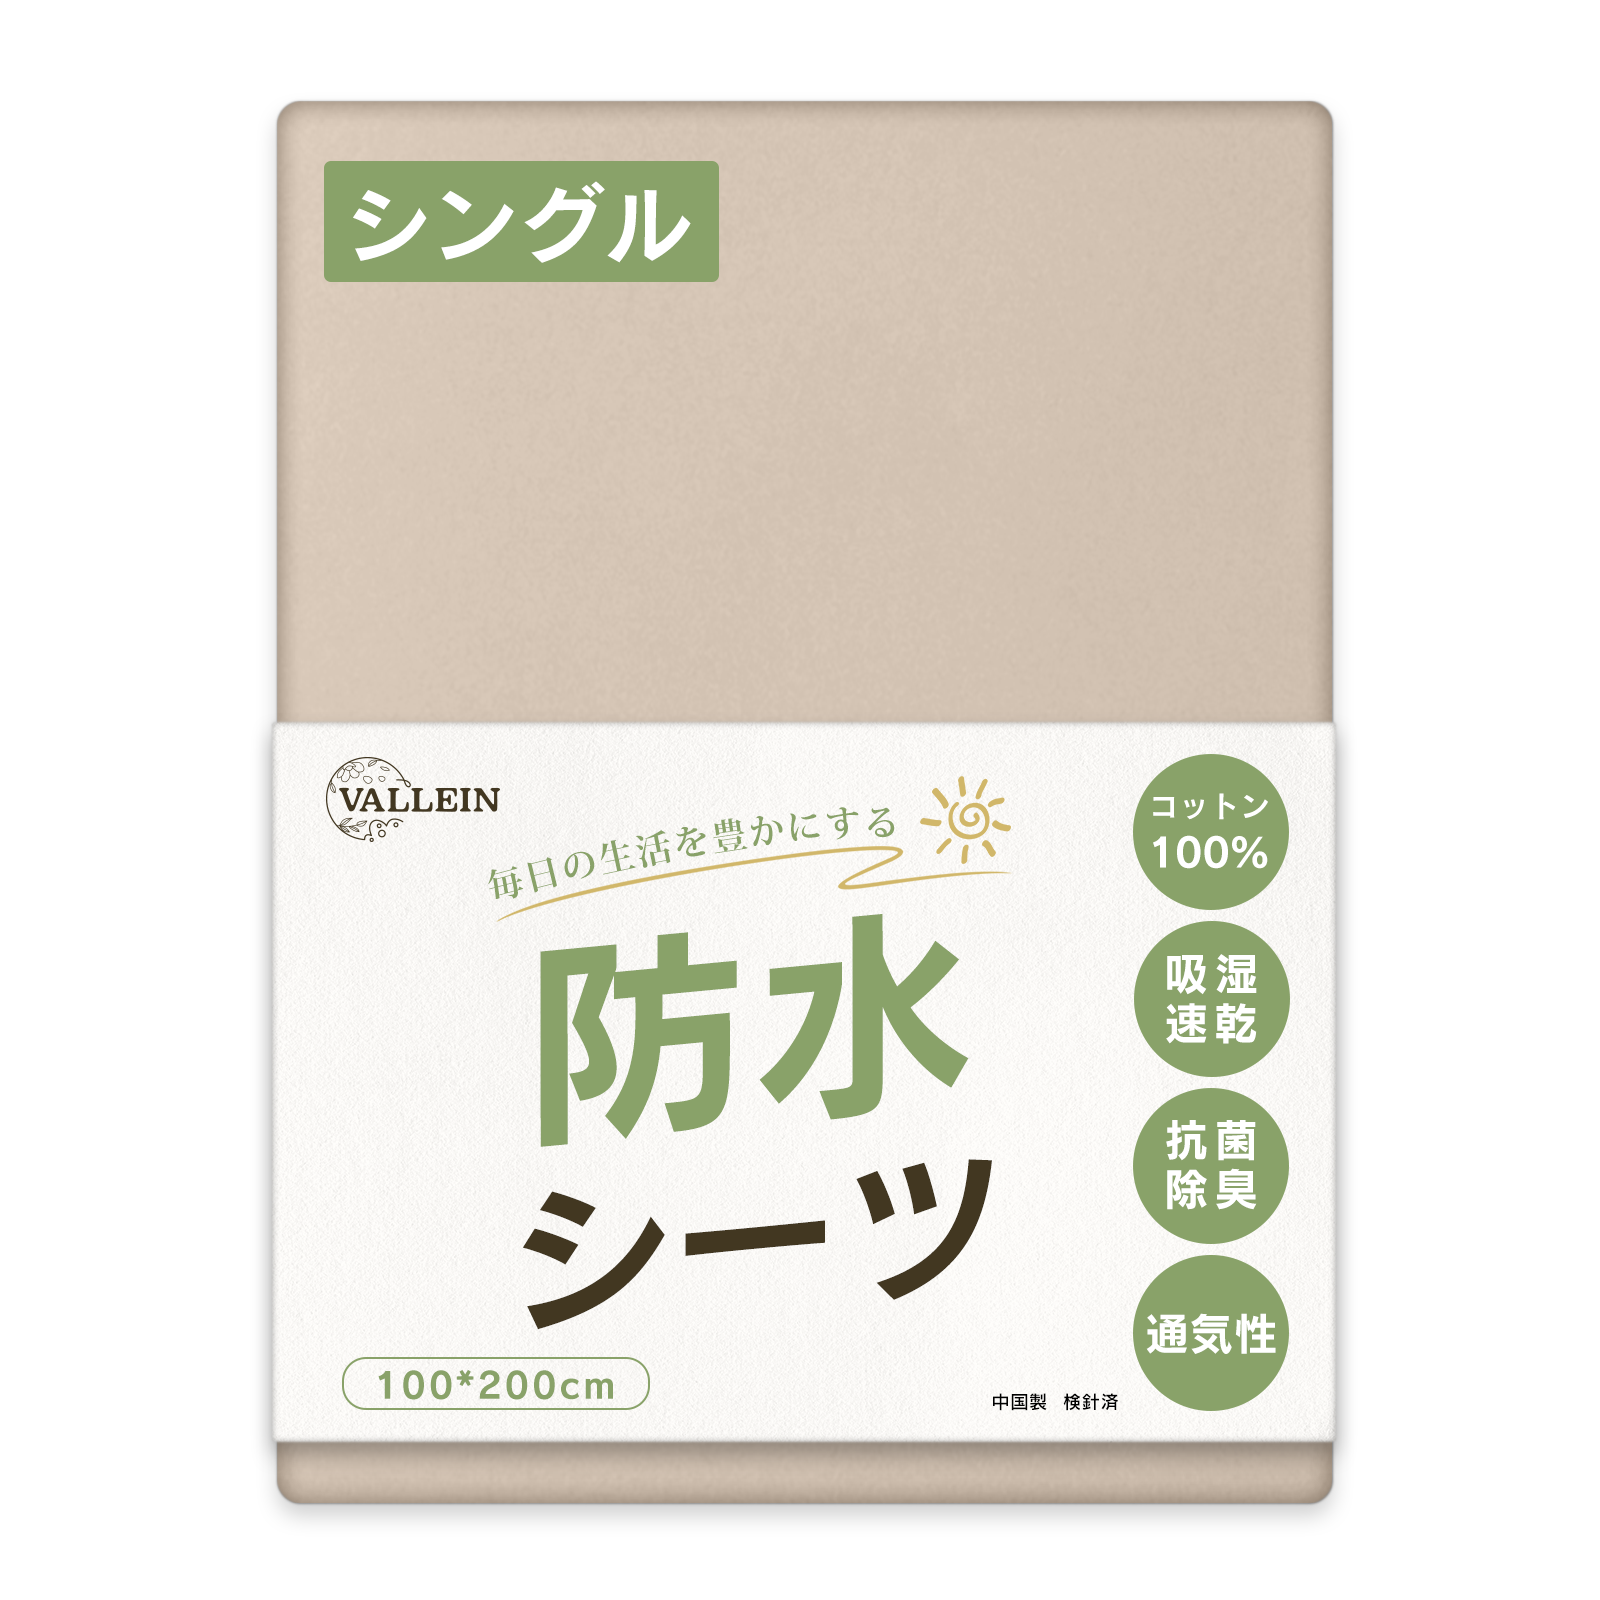 シングル
VALLEIN
毎日の生活を豊かにする
防水
シーツ
100*200cm
コットン
100%
吸湿
速乾
抗菌
除臭
通気性
中国製 検針済